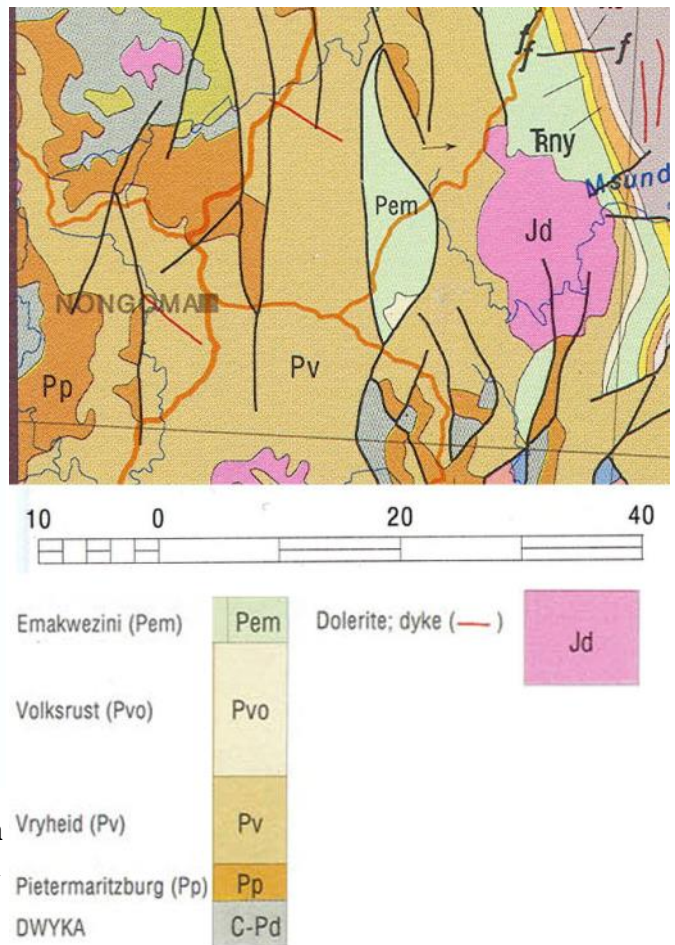 f
f
f
Ŧny
Msund
Pem
Jd
NONGOMA
Pv
Pp
10 0 20 40
Emakwezini (Pem)
Pem
Dolerite; dyke ( — )
Jd
Volksrust (Pvo)
Pvo
Vryheid (Pv)
Pv
Pietermaritzburg (Pp)
Pp
DWYKA
C-Pd